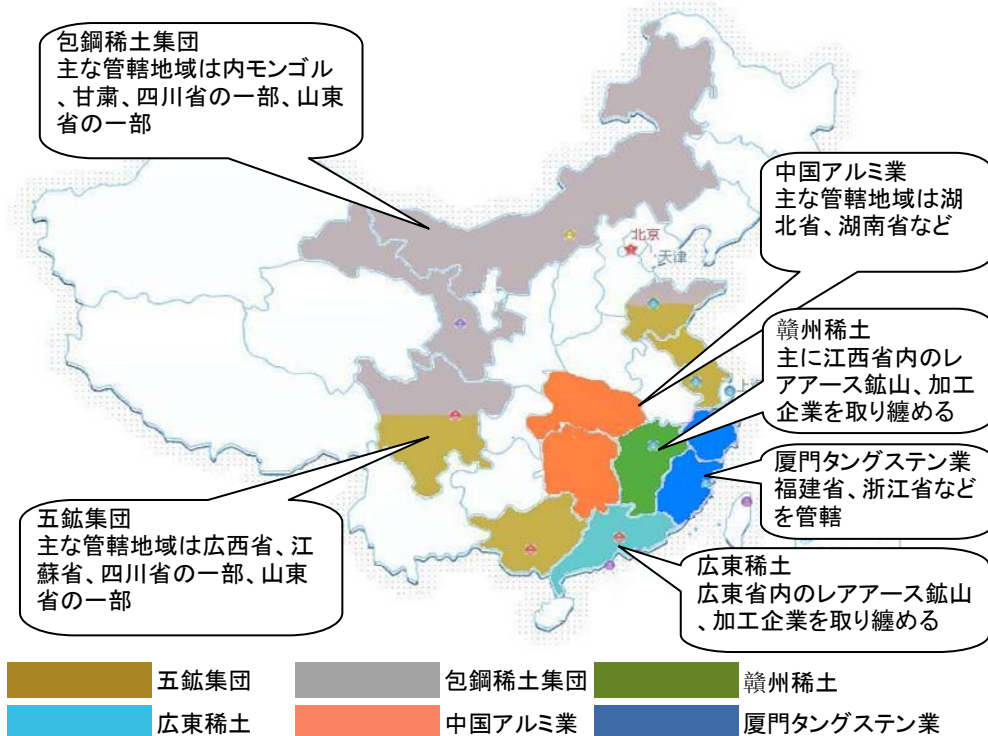 包鋼稀土集団
主な管轄地域は内モンゴル
、甘粛、四川省の一部、山東
省の一部
中国アルミ業
主な管轄地域は湖
北省、湖南省など
北京
天津
贛州稀土
主に江西省内のレ
アアース鉱山、加工
企業を取り纏める
上
厦門タングステン業
福建省、浙江省など
を管轄
五鉱集団
主な管轄地域は広西省、江
蘇省、四川省の一部、山東
省の一部
広東稀土
広東省内のレアアース鉱山
、加工企業を取り纏める
五鉱集団
包鋼稀土集団
贛州稀土
広東稀土
中国アルミ業
厦門タングステン業